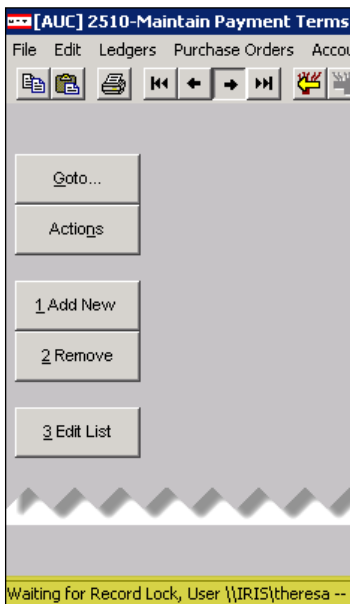 [AUC] 2510-Maintain Payment Terms
File Edit Ledgers Purchase Orders Accou
Goto...
Actions
1 Add New
2 Remove
3 Edit List
Waiting for Record Lock, User \\IRIS\theresa --